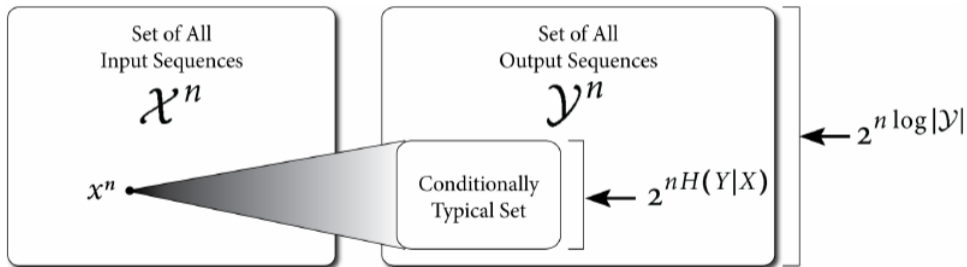 Set of All
Input Sequences
𝒳ⁿ
Set of All
Output Sequences
𝒴ⁿ
2^{n log|𝒴|}
xⁿ
Conditionally
Typical Set
2^{nH(Y|X)}